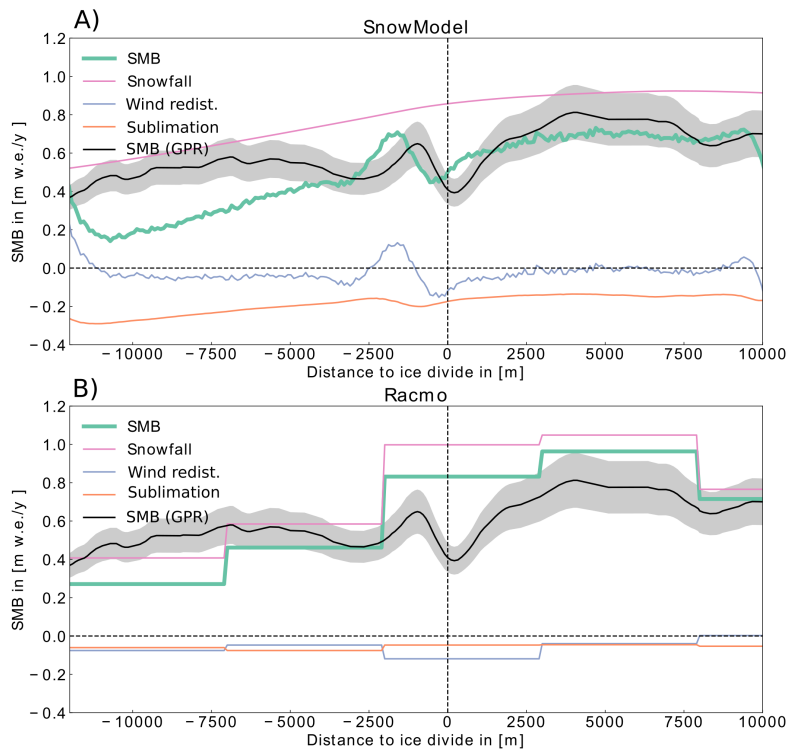 A)
SnowModel
SMB in [m w.e./y ]
1.2
1.0
0.8
0.6
0.4
0.2
0.0
−0.2
−0.4
SMB
Snowfall
Wind redist.
Sublimation
SMB (GPR)
−10000 −7500 −5000 −2500 0 2500 5000 7500 10000
Distance to ice divide in [m]
B)
Racmo
SMB in [m w.e./y ]
1.2
1.0
0.8
0.6
0.4
0.2
0.0
−0.2
−0.4
SMB
Snowfall
Wind redist.
Sublimation
SMB (GPR)
−10000 −7500 −5000 −2500 0 2500 5000 7500 10000
Distance to ice divide in [m]